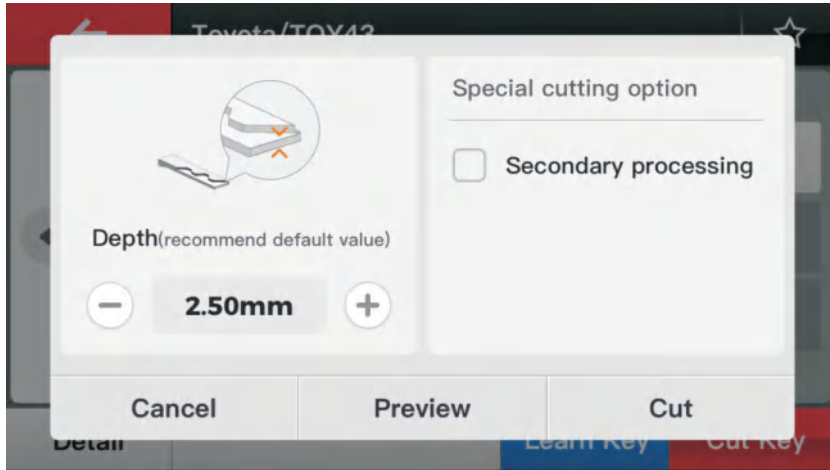 Toyota/TOY43
Special cutting option
Secondary processing
Depth(recommend default value)
2.50mm
Cancel
Preview
Cut
Detail
Learn Key
Cut Key